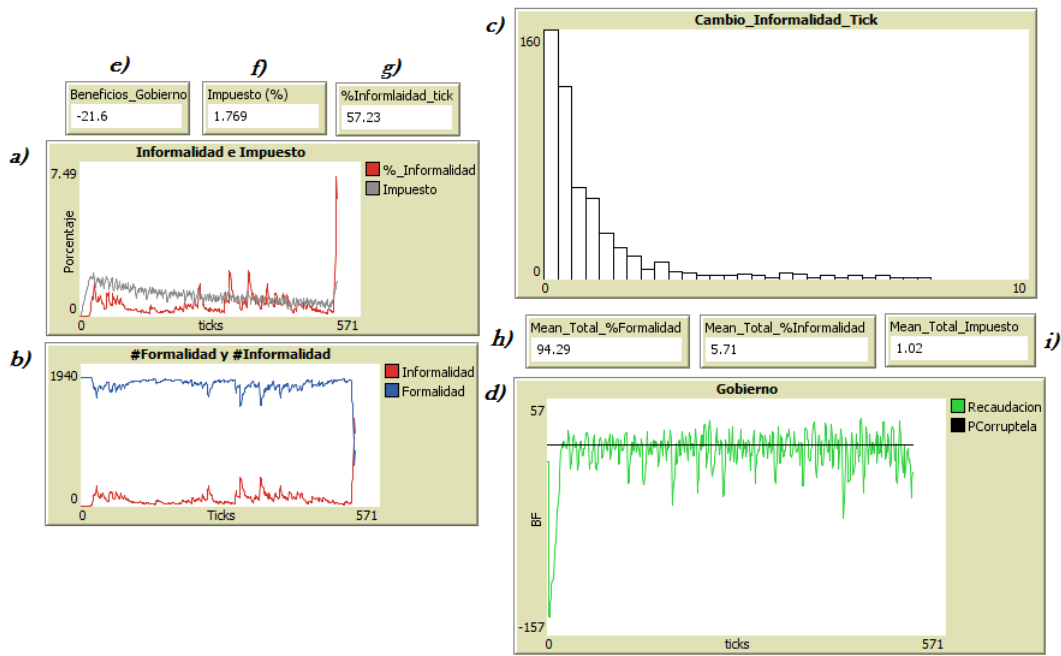 c)
Cambio_Informalidad_Tick
160
0
0
10
e)
f)
g)
Beneficios_Gobierno
-21.6
Impuesto (%)
1.769
%Informlaidad_tick
57.23
a)
Informalidad e Impuesto
7.49
Porcentaje
0
0
ticks
571
%_Informalidad
Impuesto
b)
#Formalidad y #Informalidad
1940
0
0
Ticks
571
Informalidad
Formalidad
h)
Mean_Total_%Formalidad
94.29
Mean_Total_%Informalidad
5.71
Mean_Total_Impuesto
1.02
i)
d)
Gobierno
57
BF
-157
0
ticks
571
Recaudacion
PCorruptela